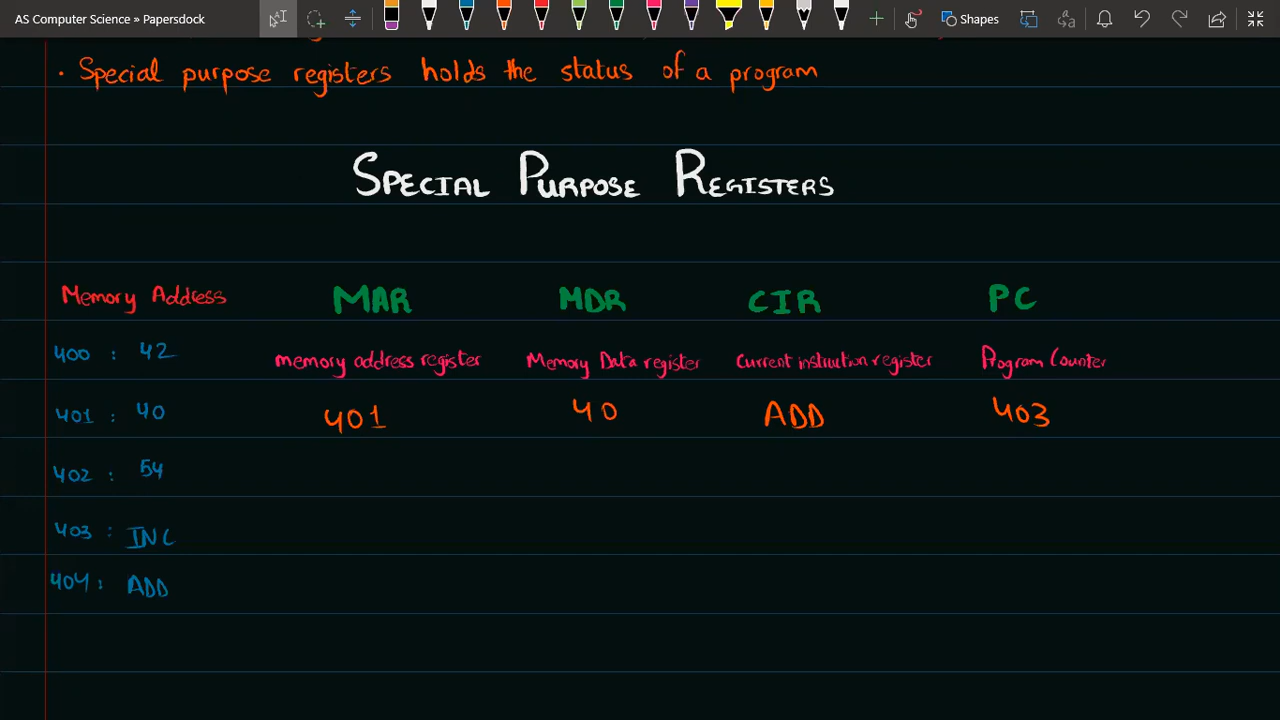 AS Computer Science » Papersdock
Shapes
· Special purpose registers holds the status of a program
SPECIAL PURPOSE REGISTERS
Memory Address MAR MDR CIR PC
400 : 42 memory address register Memory Data register Current instruction register Program Counter
401 : 40 401 40 ADD 403
402 : 54
403 : INC
404 : ADD